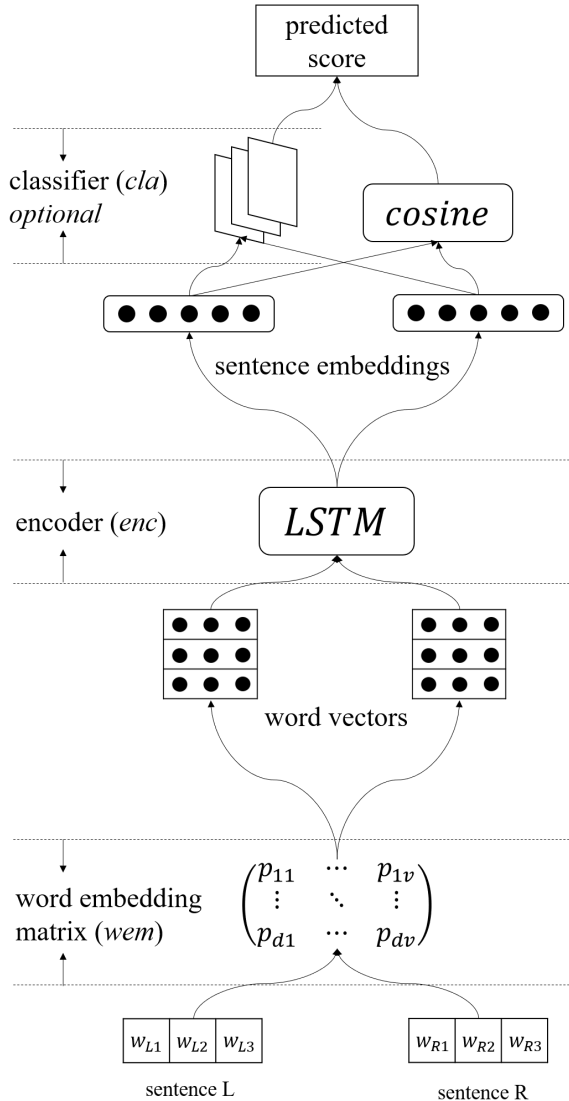 predicted
score
classifier (cla)
optional
cosine
sentence embeddings
encoder (enc)
LSTM
word vectors
word embedding
matrix (wem)
p11 ⋯ p1v
⋮ ⋱ ⋮
pd1 ⋯ pdv
wL1 wL2 wL3
wR1 wR2 wR3
sentence L
sentence R